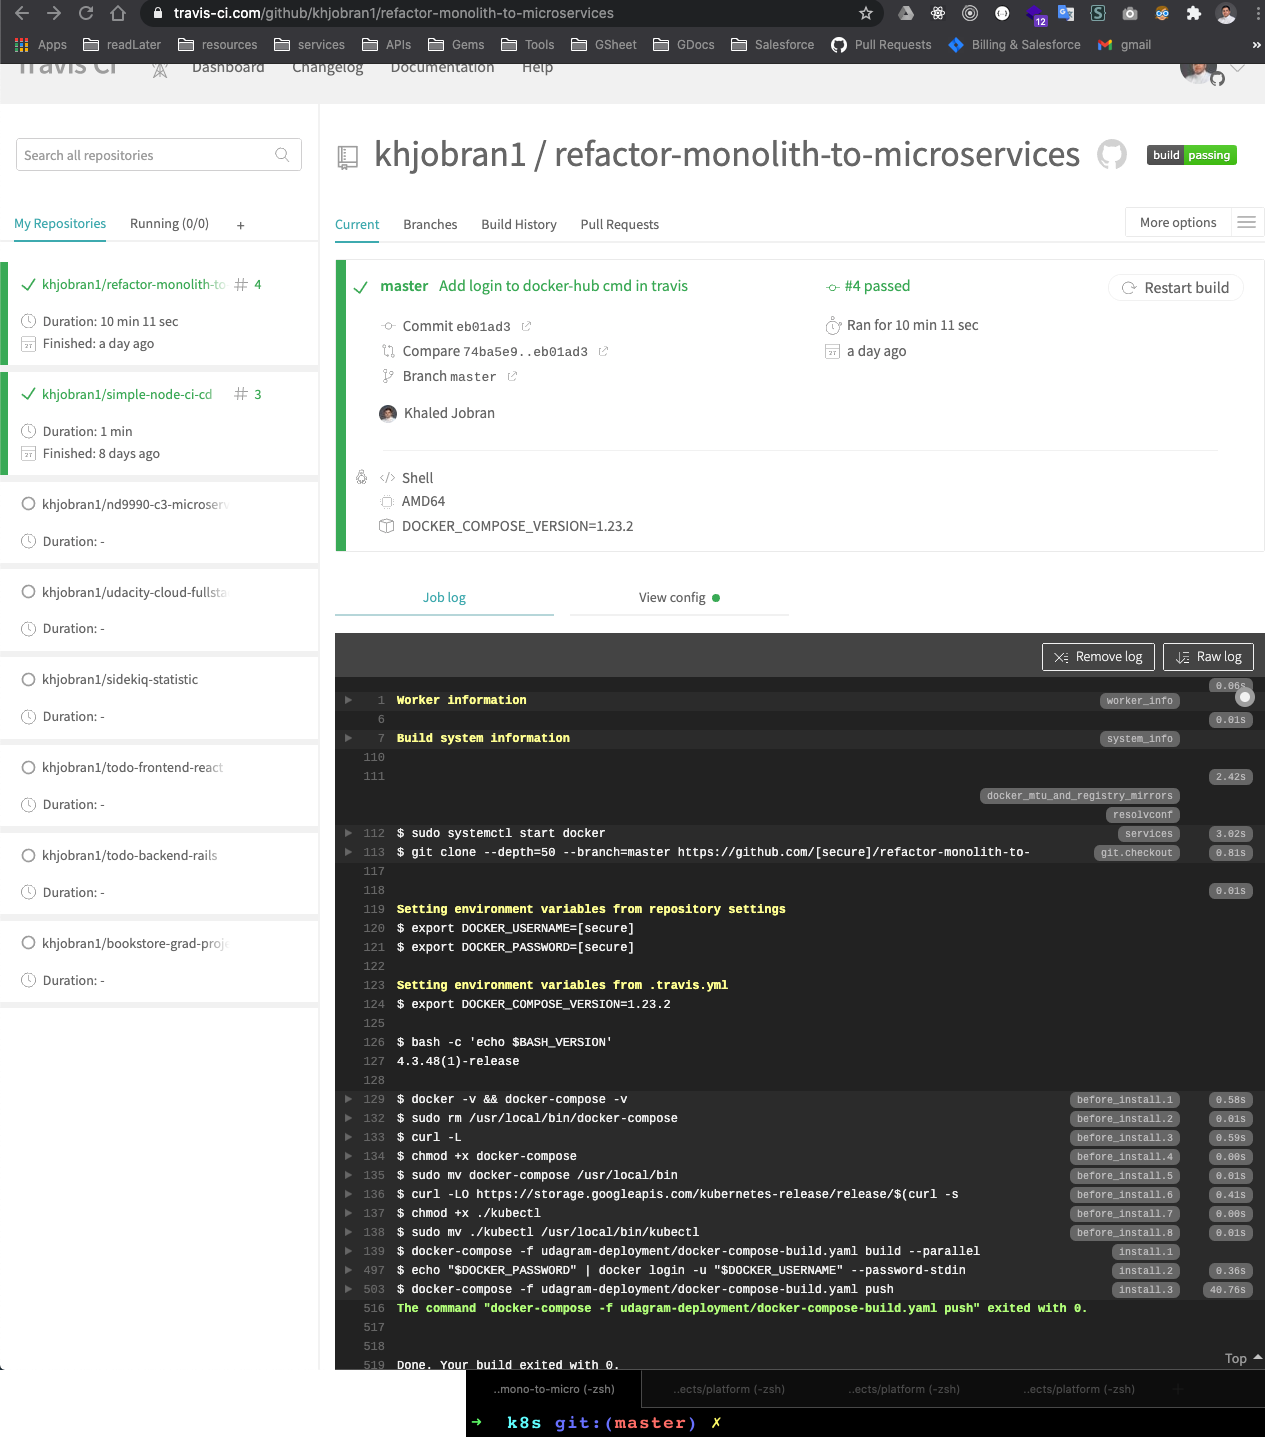 travis-ci.com/github/khjobran1/refactor-monolith-to-microservices
12
Apps readLater resources services APIs Gems Tools GSheet GDocs Salesforce Pull Requests Billing & Salesforce gmail »
Travis CI Dashboard Changelog Documentation Help
Search all repositories
My Repositories Running (0/0) +
khjobran1/refactor-monolith-to # 4
Duration: 10 min 11 sec
Finished: a day ago
khjobran1/simple-node-ci-cd # 3
Duration: 1 min
Finished: 8 days ago
khjobran1/nd9990-c3-microserv
Duration: -
khjobran1/udacity-cloud-fullsta
Duration: -
khjobran1/sidekiq-statistic
Duration: -
khjobran1/todo-frontend-react
Duration: -
khjobran1/todo-backend-rails
Duration: -
khjobran1/bookstore-grad-proje
Duration: -
khjobran1 / refactor-monolith-to-microservices build passing
Current Branches Build History Pull Requests More options
master Add login to docker-hub cmd in travis #4 passed Restart build
Commit eb01ad3 Ran for 10 min 11 sec
Compare 74ba5e9..eb01ad3 a day ago
Branch master
Khaled Jobran
Shell
AMD64
DOCKER_COMPOSE_VERSION=1.23.2
Job log View config
Remove log Raw log
0.06s
1 Worker information worker_info
6 0.01s
7 Build system information system_info
110
111 2.42s
docker_mtu_and_registry_mirrors
resolvconf
112 $ sudo systemctl start docker services 3.02s
113 $ git clone --depth=50 --branch=master https://github.com/[secure]/refactor-monolith-to- git.checkout 0.81s
117
118 0.01s
119 Setting environment variables from repository settings
120 $ export DOCKER_USERNAME=[secure]
121 $ export DOCKER_PASSWORD=[secure]
122
123 Setting environment variables from .travis.yml
124 $ export DOCKER_COMPOSE_VERSION=1.23.2
125
126 $ bash -c 'echo $BASH_VERSION'
127 4.3.48(1)-release
128
129 $ docker -v && docker-compose -v before_install.1 0.58s
132 $ sudo rm /usr/local/bin/docker-compose before_install.2 0.01s
133 $ curl -L before_install.3 0.59s
134 $ chmod +x docker-compose before_install.4 0.00s
135 $ sudo mv docker-compose /usr/local/bin before_install.5 0.01s
136 $ curl -LO https://storage.googleapis.com/kubernetes-release/release/$(curl -s before_install.6 0.41s
137 $ chmod +x ./kubectl before_install.7 0.00s
138 $ sudo mv ./kubectl /usr/local/bin/kubectl before_install.8 0.01s
139 $ docker-compose -f udagram-deployment/docker-compose-build.yaml build --parallel install.1
497 $ echo "$DOCKER_PASSWORD" | docker login -u "$DOCKER_USERNAME" --password-stdin install.2 0.36s
503 $ docker-compose -f udagram-deployment/docker-compose-build.yaml push install.3 40.76s
516 The command "docker-compose -f udagram-deployment/docker-compose-build.yaml push" exited with 0.
517
518
519 Done. Your build exited with 0.
Top
..mono-to-micro (-zsh) ..ects/platform (-zsh) ..ects/platform (-zsh) ..ects/platform (-zsh) +
➜ k8s git:(master) ✗